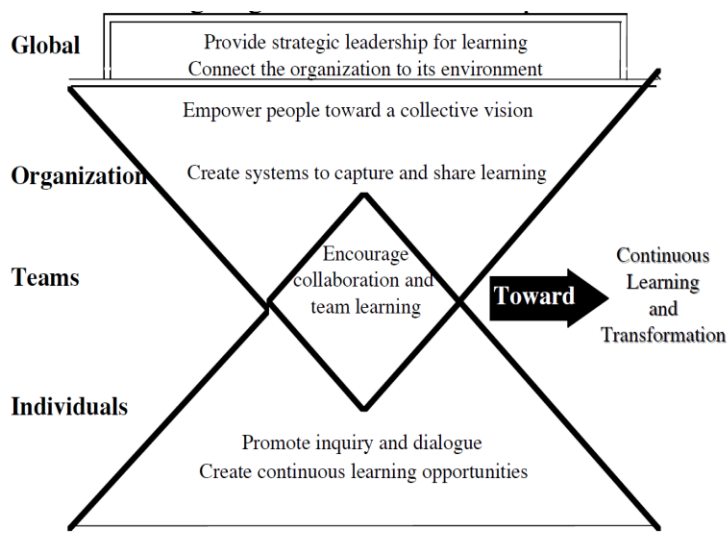 Global
Provide strategic leadership for learning
Connect the organization to its environment
Empower people toward a collective vision
Organization
Create systems to capture and share learning
Teams
Encourage
collaboration and
team learning
Toward
Continuous
Learning
and
Transformation
Individuals
Promote inquiry and dialogue
Create continuous learning opportunities